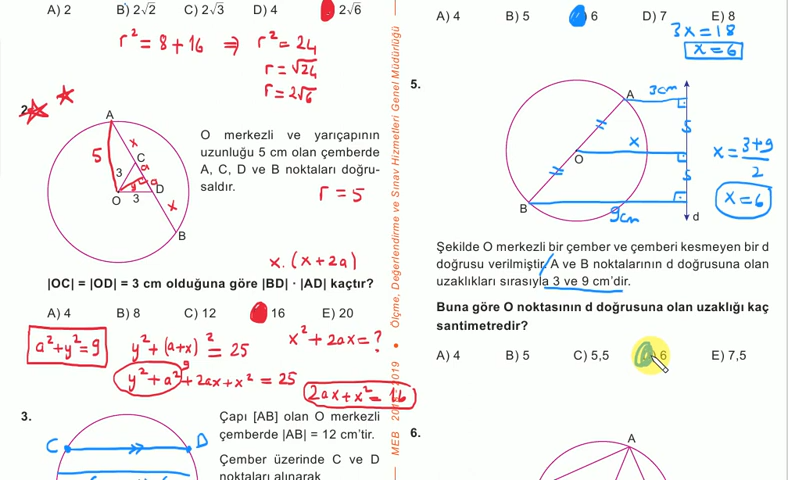 A) 2 B) 2√2 C) 2√3 D) 4 2√6
r² = 8 + 16 ⇒ r² = 24
r = √24
r = 2√6
2.
A
x
C
5
3
a
y
a
D
O
3
x
B
O merkezli ve yarıçapının
uzunluğu 5 cm olan çemberde
A, C, D ve B noktaları doğru-
saldır.
r = 5
x.(x+2a)
|OC| = |OD| = 3 cm olduğuna göre |BD| · |AD| kaçtır?
A) 4 B) 8 C) 12 16 E) 20
a²+y²=9
y²+(a+x)² = 25
x²+2ax=?
9
y²+a²+2ax+x² = 25
2ax+x² = 16
3.
C
D
Çapı [AB] olan O merkezli
çemberde |AB| = 12 cm'tir.
Çember üzerinde C ve D
noktaları alınarak
MEB 2019 • Ölçme, Değerlendirme ve Sınav Hizmetleri Genel Müdürlüğü
A) 4 B) 5 6 D) 7 E) 8
3x = 18
x = 6
5.
A
3cm
O
x
B
9cm
d
x = 3+9
2
x = 6
Şekilde O merkezli bir çember ve çemberi kesmeyen bir d
doğrusu verilmiştir. A ve B noktalarının d doğrusuna olan
uzaklıkları sırasıyla 3 ve 9 cm'dir.
Buna göre O noktasının d doğrusuna olan uzaklığı kaç
santimetredir?
A) 4 B) 5 C) 5,5 6 E) 7,5
6.
A